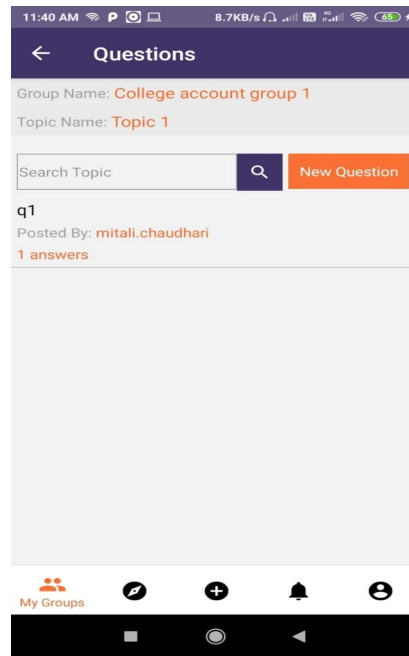 11:40 AM 8.7KB/s 4G 65
Questions
Group Name: College account group 1
Topic Name: Topic 1
Search Topic New Question
q1
Posted By: mitali.chaudhari
1 answers
My Groups